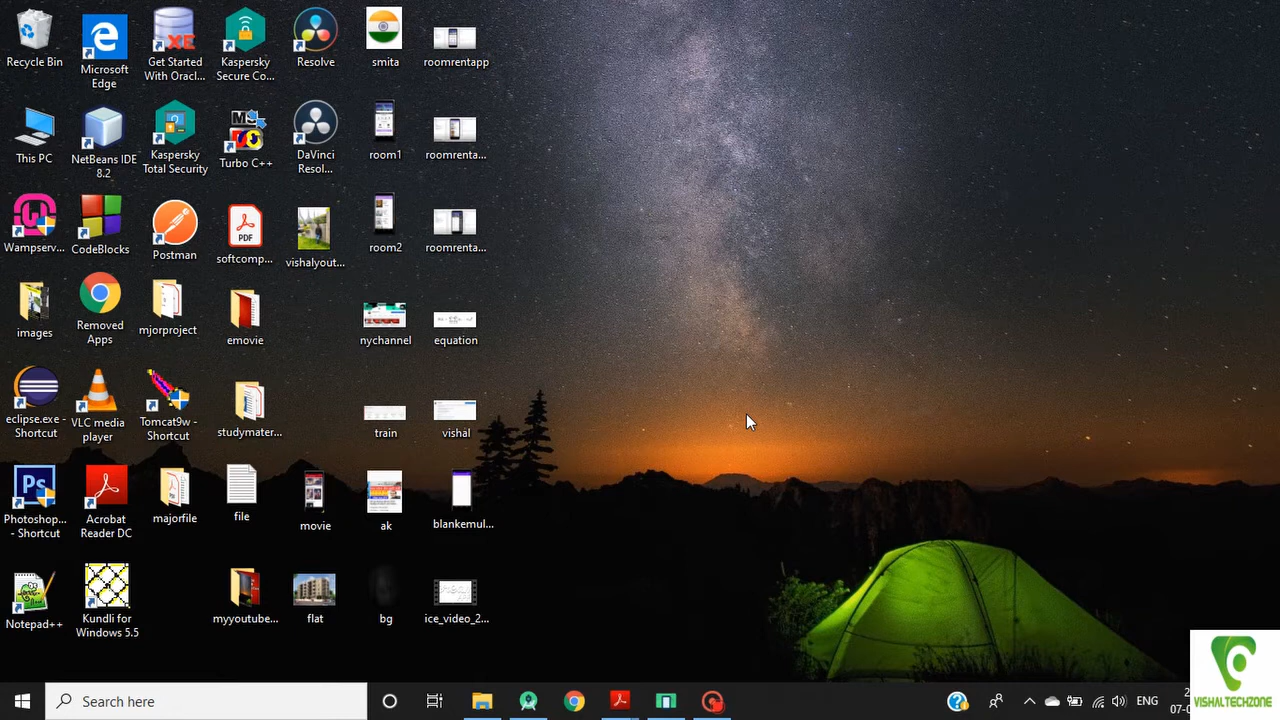 Recycle Bin
Microsoft
Edge
Get Started
With Oracl...
Kaspersky
Secure Co...
Resolve
smita
roomrentapp
This PC
NetBeans IDE
8.2
Kaspersky
Total Security
Turbo C++
DaVinci
Resol...
room1
roomrenta...
Wampserv...
CodeBlocks
Postman
PDF
softcomp...
vishalyout...
room2
roomrenta...
images
Removed
Apps
mjorproject
emovie
nychannel
equation
eclipse.exe -
Shortcut
VLC media
player
Tomcat9w -
Shortcut
studymater...
train
vishal
Ps
Photoshop...
- Shortcut
Acrobat
Reader DC
majorfile
file
movie
ak
blankemul...
Notepad++
Kundli for
Windows 5.5
myyoutube...
flat
bg
ice_video_2...
Search here
ENG
VISHALTECHZONE